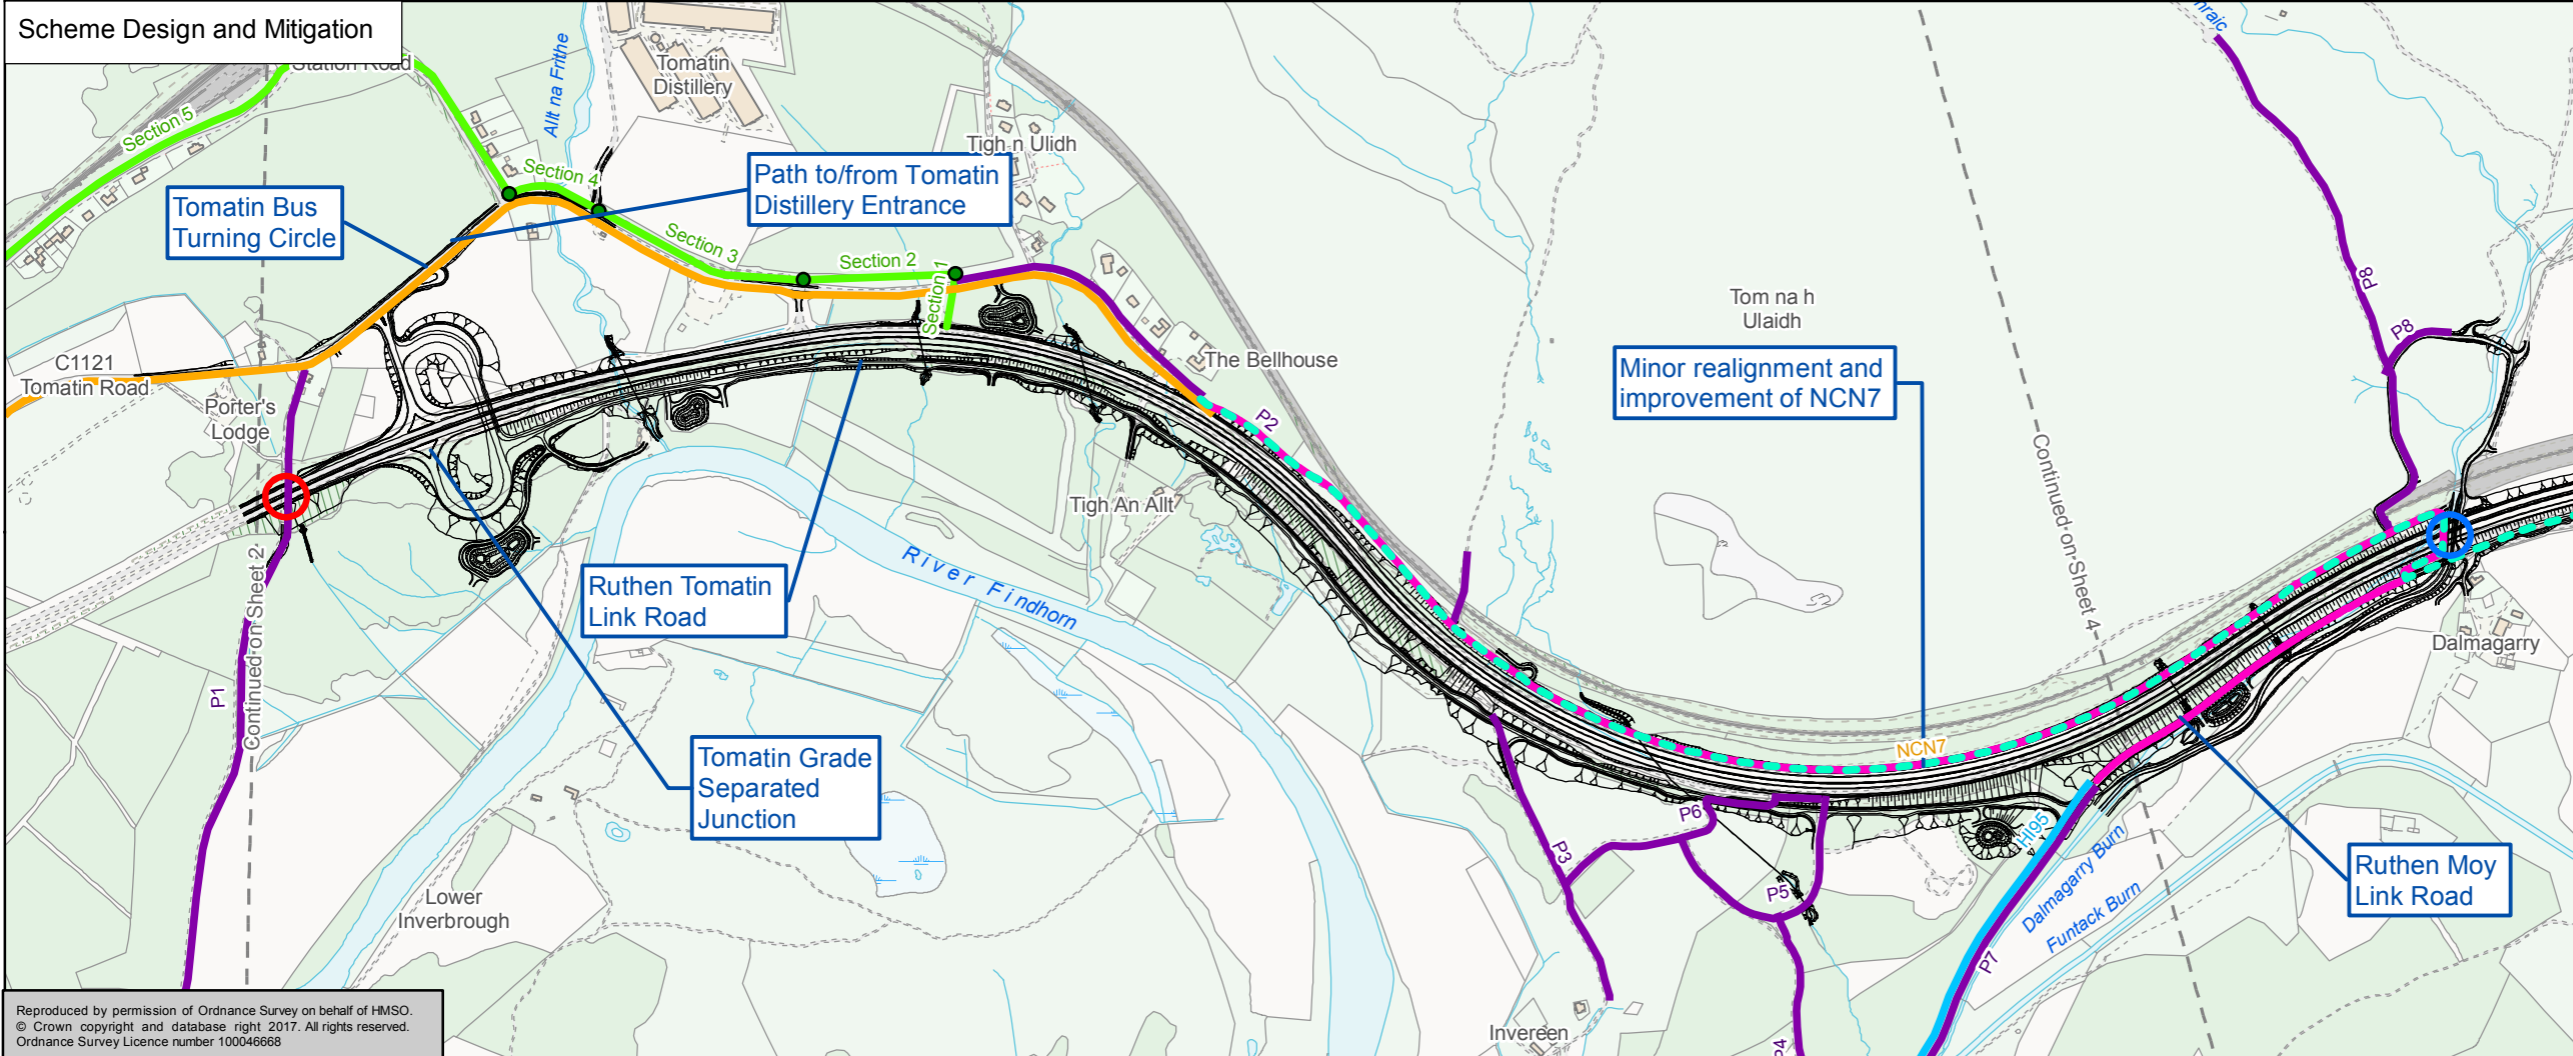 Scheme Design and Mitigation
Station Road
Section 5
Allt na Frithe
Tomatin
Distillery
Tigh n Ulidh
Section 4
Path to/from Tomatin
Distillery Entrance
Tomatin Bus
Turning Circle
Section 3
Section 2
Section 1
C1121
Tomatin Road
Porter's
Lodge
The Bellhouse
P2
Tom na h
Ulaidh
Minor realignment and
improvement of NCN7
P8
P8
Continued on Sheet 4
Tigh An Allt
River Findhorn
Ruthen Tomatin
Link Road
Continued on Sheet 2
P1
Tomatin Grade
Separated
Junction
Dalmagarry
NCN7
P6
P3
P5
HI95
Dalmagarry Burn
Funtack Burn
P7
Ruthen Moy
Link Road
Lower
Inverbrough
Invereen
P4
Reproduced by permission of Ordnance Survey on behalf of HMSO.
© Crown copyright and database right 2017. All rights reserved.
Ordnance Survey Licence number 100046668